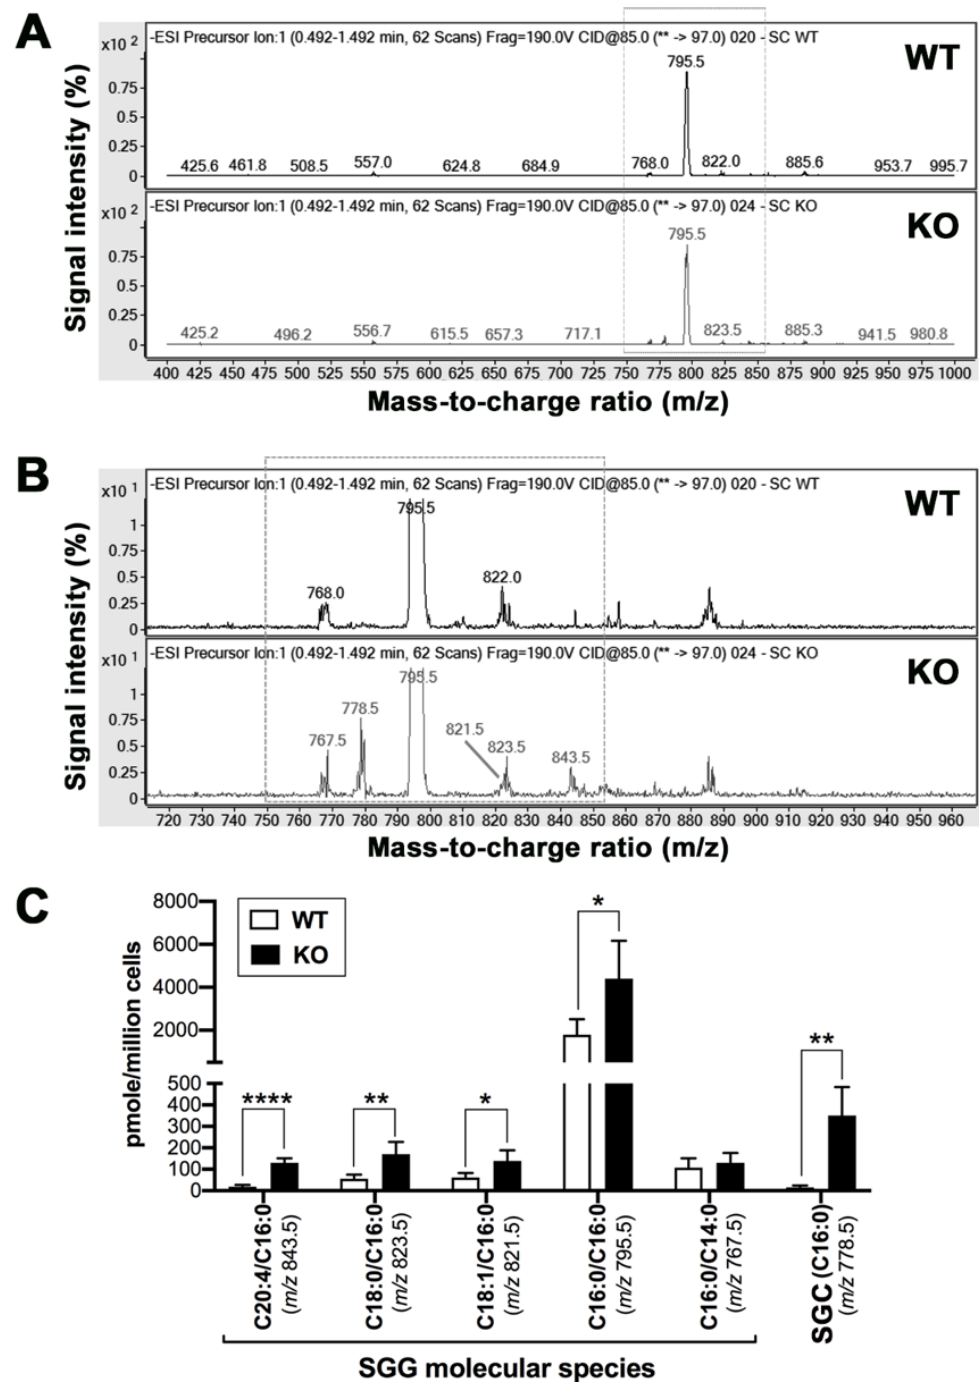 A
-ESI Precursor Ion:1 (0.492-1.492 min, 62 Scans) Frag=190.0V CID@85.0 (** -> 97.0) 020 - SC WT
WT
x10 2
Signal intensity (%)
0.75
0.5
0.25
0
425.6 461.8 508.5 557.0 624.8 684.9 768.0 795.5 822.0 885.6 953.7 995.7
-ESI Precursor Ion:1 (0.492-1.492 min, 62 Scans) Frag=190.0V CID@85.0 (** -> 97.0) 024 - SC KO
KO
x10 2
Signal intensity (%)
0.75
0.5
0.25
0
425.2 496.2 556.7 615.5 657.3 717.1 795.5 823.5 885.3 941.5 980.8
400 425 450 475 500 525 550 575 600 625 650 675 700 725 750 775 800 825 850 875 900 925 950 975 1000
Mass-to-charge ratio (m/z)
B
-ESI Precursor Ion:1 (0.492-1.492 min, 62 Scans) Frag=190.0V CID@85.0 (** -> 97.0) 020 - SC WT
WT
x10 1
Signal intensity (%)
1
0.75
0.5
0.25
0
768.0 795.5 822.0
-ESI Precursor Ion:1 (0.492-1.492 min, 62 Scans) Frag=190.0V CID@85.0 (** -> 97.0) 024 - SC KO
KO
x10 1
Signal intensity (%)
1
0.75
0.5
0.25
0
767.5 778.5 795.5 821.5 823.5 843.5
720 730 740 750 760 770 780 790 800 810 820 830 840 850 860 870 880 890 900 910 920 930 940 950 960
Mass-to-charge ratio (m/z)
C
pmole/million cells
8000
6000
4000
2000
500
400
300
200
100
0
WT
KO
**** ** * * **
C20:4/C16:0
(m/z 843.5)
C18:0/C16:0
(m/z 823.5)
C18:1/C16:0
(m/z 821.5)
C16:0/C16:0
(m/z 795.5)
C16:0/C14:0
(m/z 767.5)
SGC (C16:0)
(m/z 778.5)
SGG molecular species